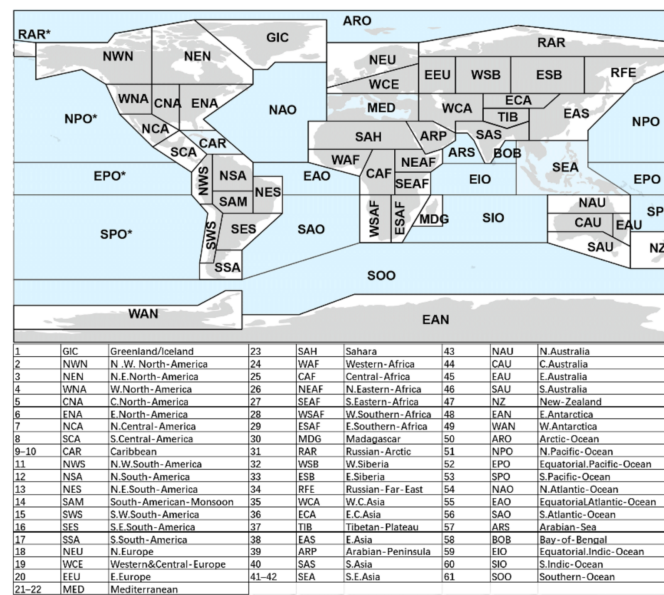 ARO
RAR*
GIC
RAR
NWN
NEN
NEU
WCE
EEU
WSB
ESB
RFE
WNA
CNA
ENA
NPO*
NAO
MED
WCA
ECA
TIB
EAS
NPO
NCA
SCA
CAR
SAH
ARP
SAS
WAF
CAF
NEAF
ARS
BOB
SEA
EPO*
NWS
NSA
EAO
SEAF
EIO
EPO
SAM
NES
NAU
SPO*
SWS
SES
SAO
WSAF
ESAF
MDG
SIO
CAU
EAU
SP
SAU
NZ
SSA
SOO
WAN
EAN
1 GIC Greenland/Iceland 23 SAH Sahara 43 NAU N.Australia
2 NWN N .W. North-America 24 WAF Western-Africa 44 CAU C.Australia
3 NEN N.E.North-America 25 CAF Central-Africa 45 EAU E.Australia
4 WNA W.North-America 26 NEAF N.Eastern-Africa 46 SAU S.Australia
5 CNA C.North-America 27 SEAF S.Eastern-Africa 47 NZ New-Zealand
6 ENA E.North-America 28 WSAF W.Southern-Africa 48 EAN E.Antarctica
7 NCA N.Central-America 29 ESAF E.Southern-Africa 49 WAN W.Antarctica
8 SCA S.Central-America 30 MDG Madagascar 50 ARO Arctic-Ocean
9-10 CAR Caribbean 31 RAR Russian-Arctic 51 NPO N.Pacific-Ocean
11 NWS N.W.South-America 32 WSB W.Siberia 52 EPO Equatorial.Pacific-Ocean
12 NSA N.South-America 33 ESB E.Siberia 53 SPO S.Pacific-Ocean
13 NES N.E.South-America 34 RFE Russian-Far-East 54 NAO N.Atlantic-Ocean
14 SAM South-American-Monsoon 35 WCA W.C.Asia 55 EAO Equatorial.Atlantic-Ocean
15 SWS S.W.South-America 36 ECA E.C.Asia 56 SAO S.Atlantic-Ocean
16 SES S.E.South-America 37 TIB Tibetan-Plateau 57 ARS Arabian-Sea
17 SSA S.South-America 38 EAS E.Asia 58 BOB Bay-of-Bengal
18 NEU N.Europe 39 ARP Arabian-Peninsula 59 EIO Equatorial.Indic-Ocean
19 WCE Western&Central-Europe 40 SAS S.Asia 60 SIO S.Indic-Ocean
20 EEU E.Europe 41-42 SEA S.E.Asia 61 SOO Southern-Ocean
21-22 MED Mediterranean